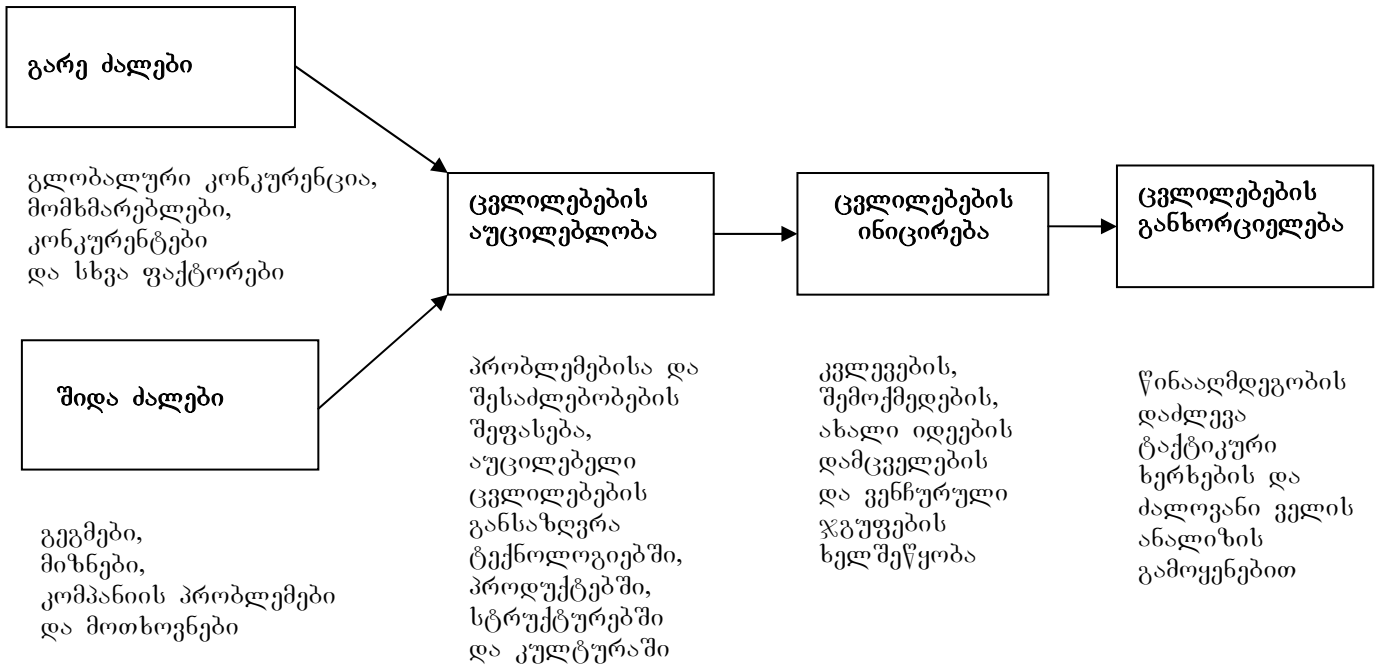 გარე ძალები
გლობალური კონკურენცია,
მომხმარებლები,
კონკურენტები
და სხვა ფაქტორები
შიდა ძალები
გეგმები,
მიზნები,
კომპანიის პრობლემები
და მოთხოვნები
ცვლილებების
აუცილებლობა
პრობლემებისა და
შესაძლებობების
შეფასება,
აუცილებელი
ცვლილებების
განსაზღვრა
ტექნოლოგიებში,
პროდუქტებში,
სტრუქტურებში
და კულტურაში
ცვლილებების
ინიცირება
კვლევების,
შემოქმედების,
ახალი იდეების
დამცველების
და ვენჩურული
ჯგუფების
ხელშეწყობა
ცვლილებების
განხორციელება
წინააღმდეგობის
დაძლევა
ტაქტიკური
ხერხების და
ძალოვანი ველის
ანალიზის
გამოყენებით